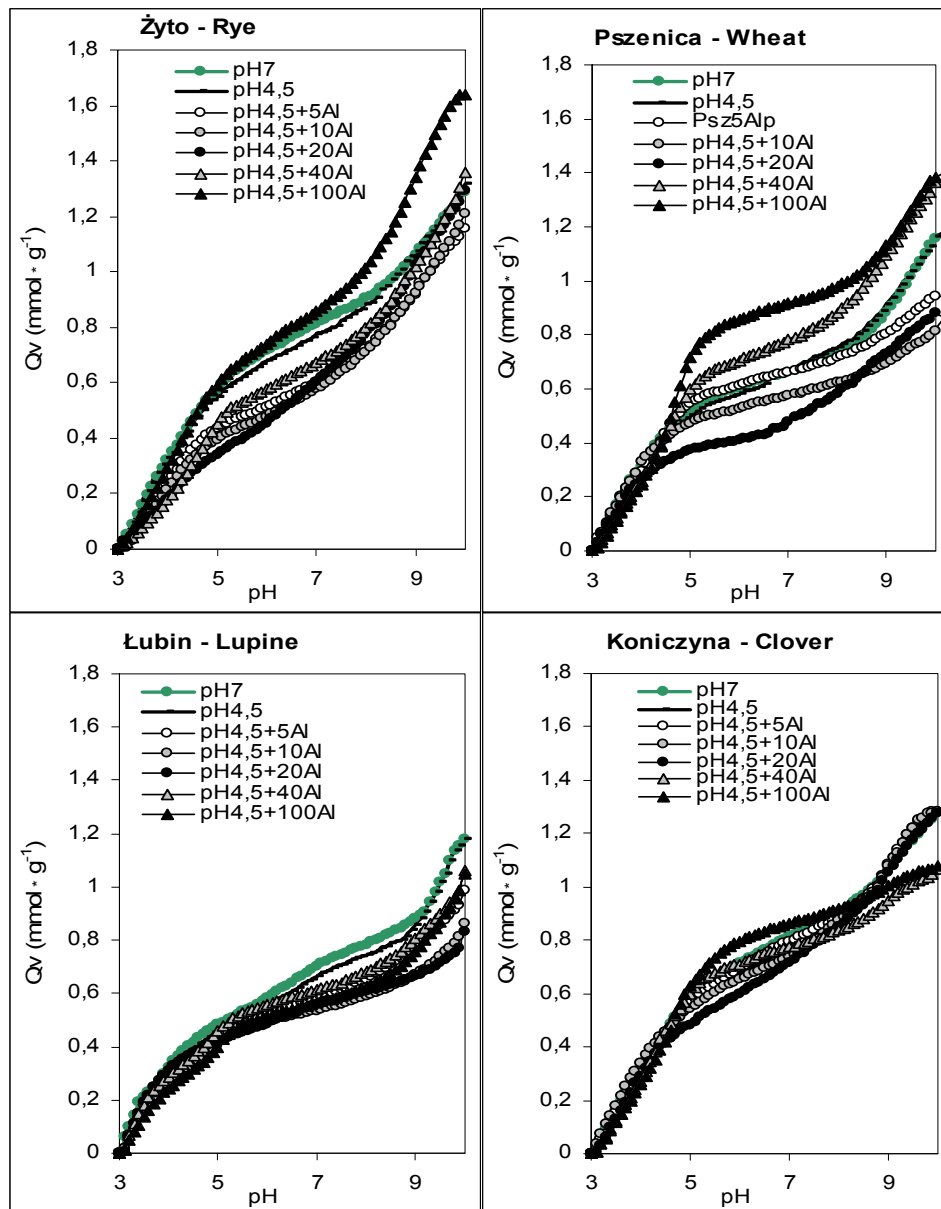 Żyto - Rye
1,8
1,6
1,4
1,2
1
0,8
0,6
0,4
0,2
0
Qv (mmol * g⁻¹)
pH7
pH4,5
pH4,5+5Al
pH4,5+10Al
pH4,5+20Al
pH4,5+40Al
pH4,5+100Al
3 5 7 9
pH
Pszenica - Wheat
1,8
1,6
1,4
1,2
1
0,8
0,6
0,4
0,2
0
Qv (mmol * g⁻¹)
pH7
pH4,5
Psz5Alp
pH4,5+10Al
pH4,5+20Al
pH4,5+40Al
pH4,5+100Al
3 5 7 9
pH
Łubin - Lupine
1,8
1,6
1,4
1,2
1
0,8
0,6
0,4
0,2
0
Qv (mmol * g⁻¹)
pH7
pH4,5
pH4,5+5Al
pH4,5+10Al
pH4,5+20Al
pH4,5+40Al
pH4,5+100Al
3 5 7 9
pH
Koniczyna - Clover
1,8
1,6
1,4
1,2
1
0,8
0,6
0,4
0,2
0
Qv (mmol * g⁻¹)
pH7
pH4,5
pH4,5+5Al
pH4,5+10Al
pH4,5+20Al
pH4,5+40Al
pH4,5+100Al
3 5 7 9
pH